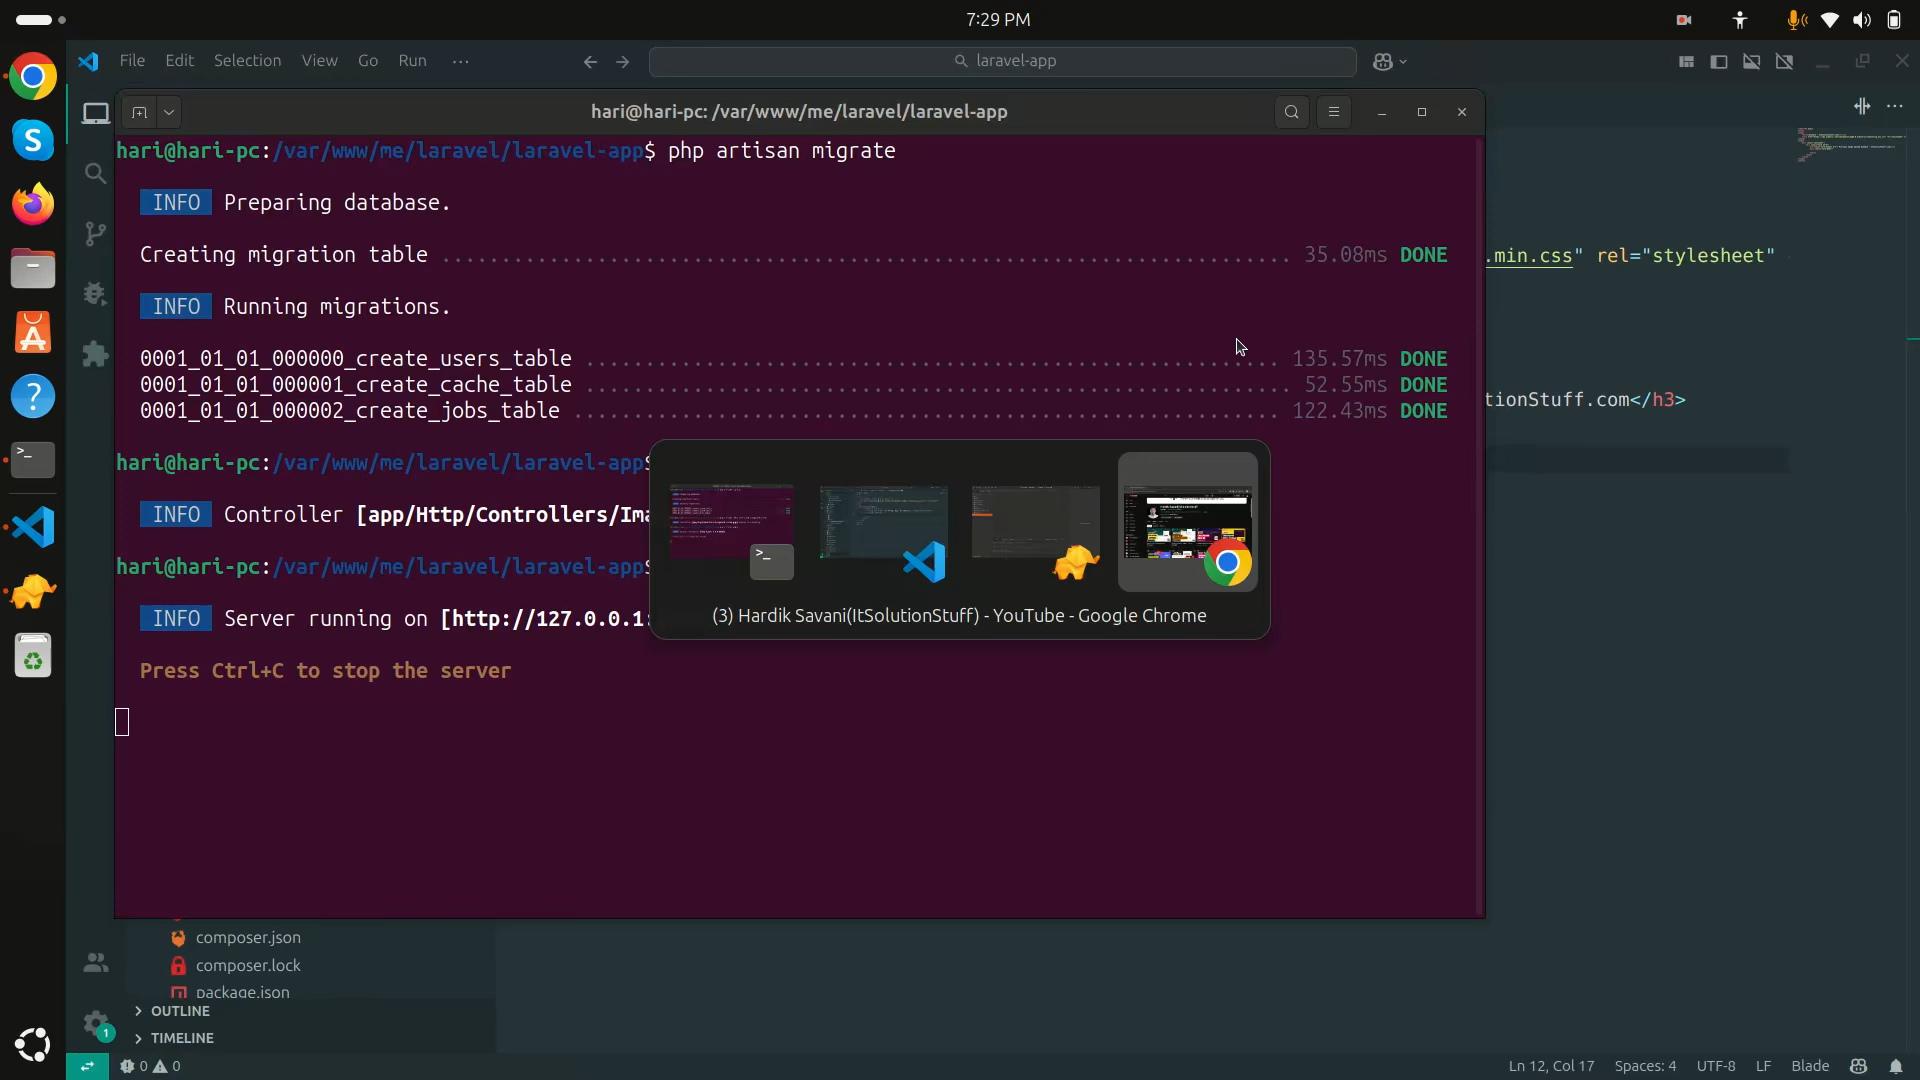 7:29 PM
File Edit Selection View Go Run ···
laravel-app
hari@hari-pc: /var/www/me/laravel/laravel-app
hari@hari-pc:/var/www/me/laravel/laravel-app$ php artisan migrate
INFO Preparing database.
Creating migration table ....................................................................... 35.08ms DONE
.min.css" rel="stylesheet"
INFO Running migrations.
0001_01_01_000000_create_users_table .......................................................... 135.57ms DONE
0001_01_01_000001_create_cache_table ........................................................... 52.55ms DONE
tionStuff.com</h3>
0001_01_01_000002_create_jobs_table ........................................................... 122.43ms DONE
hari@hari-pc:/var/www/me/laravel/laravel-app$
INFO Controller [app/Http/Controllers/Ima
hari@hari-pc:/var/www/me/laravel/laravel-app$
INFO Server running on [http://127.0.0.1:
(3) Hardik Savani(ItSolutionStuff) - YouTube - Google Chrome
Press Ctrl+C to stop the server
composer.json
composer.lock
package.json
OUTLINE
1
TIMELINE
0 0
Ln 12, Col 17 Spaces: 4 UTF-8 LF Blade